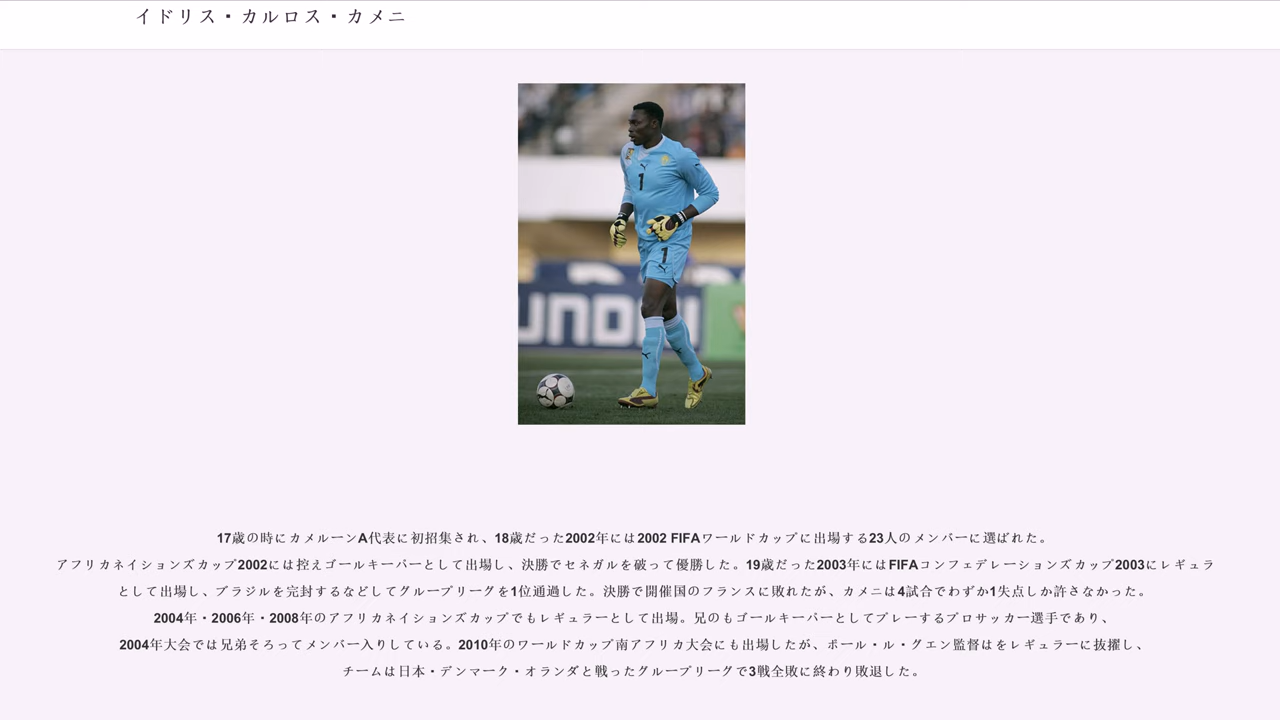 イドリス・カルロス・カメニ
1
1
UNDAI
17歳の時にカメルーンA代表に初招集され、18歳だった2002年には2002 FIFAワールドカップに出場する23人のメンバーに選ばれた。
アフリカネイションズカップ2002には控えゴールキーパーとして出場し、決勝でセネガルを破って優勝した。19歳だった2003年にはFIFAコンフェデレーションズカップ2003にレギュラ
として出場し、ブラジルを完封するなどしてグループリーグを1位通過した。決勝で開催国のフランスに敗れたが、カメニは4試合でわずか1失点しか許さなかった。
2004年・2006年・2008年のアフリカネイションズカップでもレギュラーとして出場。兄のもゴールキーパーとしてプレーするプロサッカー選手であり、
2004年大会では兄弟そろってメンバー入りしている。2010年のワールドカップ南アフリカ大会にも出場したが、ポール・ル・グエン監督はをレギュラーに抜擢し、
チームは日本・デンマーク・オランダと戦ったグループリーグで3戦全敗に終わり敗退した。